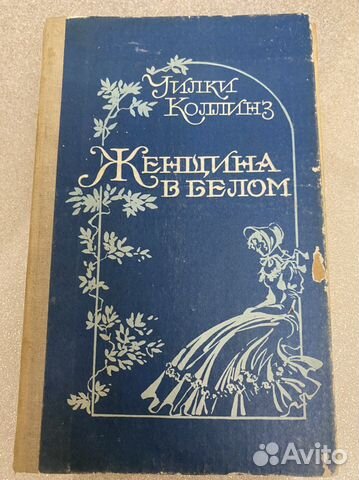 Уилки
Коллинз
Женщина
в белом
Avito